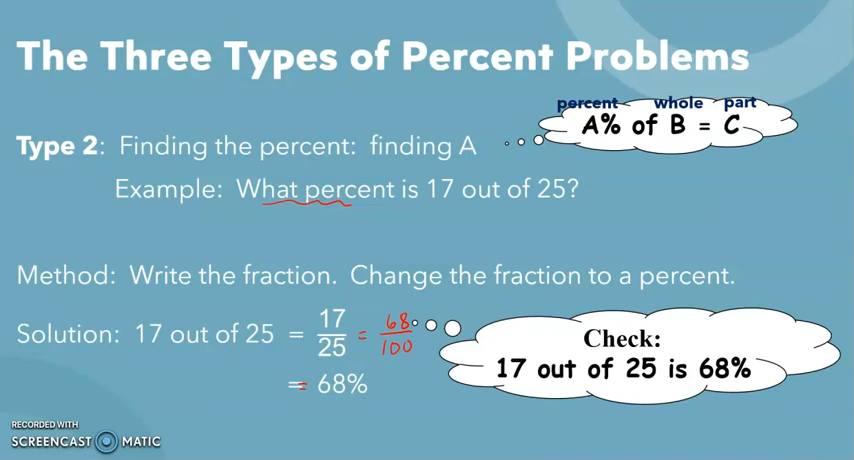 The Three Types of Percent Problems
percent whole part
A% of B = C
Type 2: Finding the percent: finding A
Example: What percent is 17 out of 25?
Method: Write the fraction. Change the fraction to a percent.
Solution: 17 out of 25 = 17/25 = 68/100
= 68%
Check:
17 out of 25 is 68%
RECORDED WITH
SCREENCAST MATIC